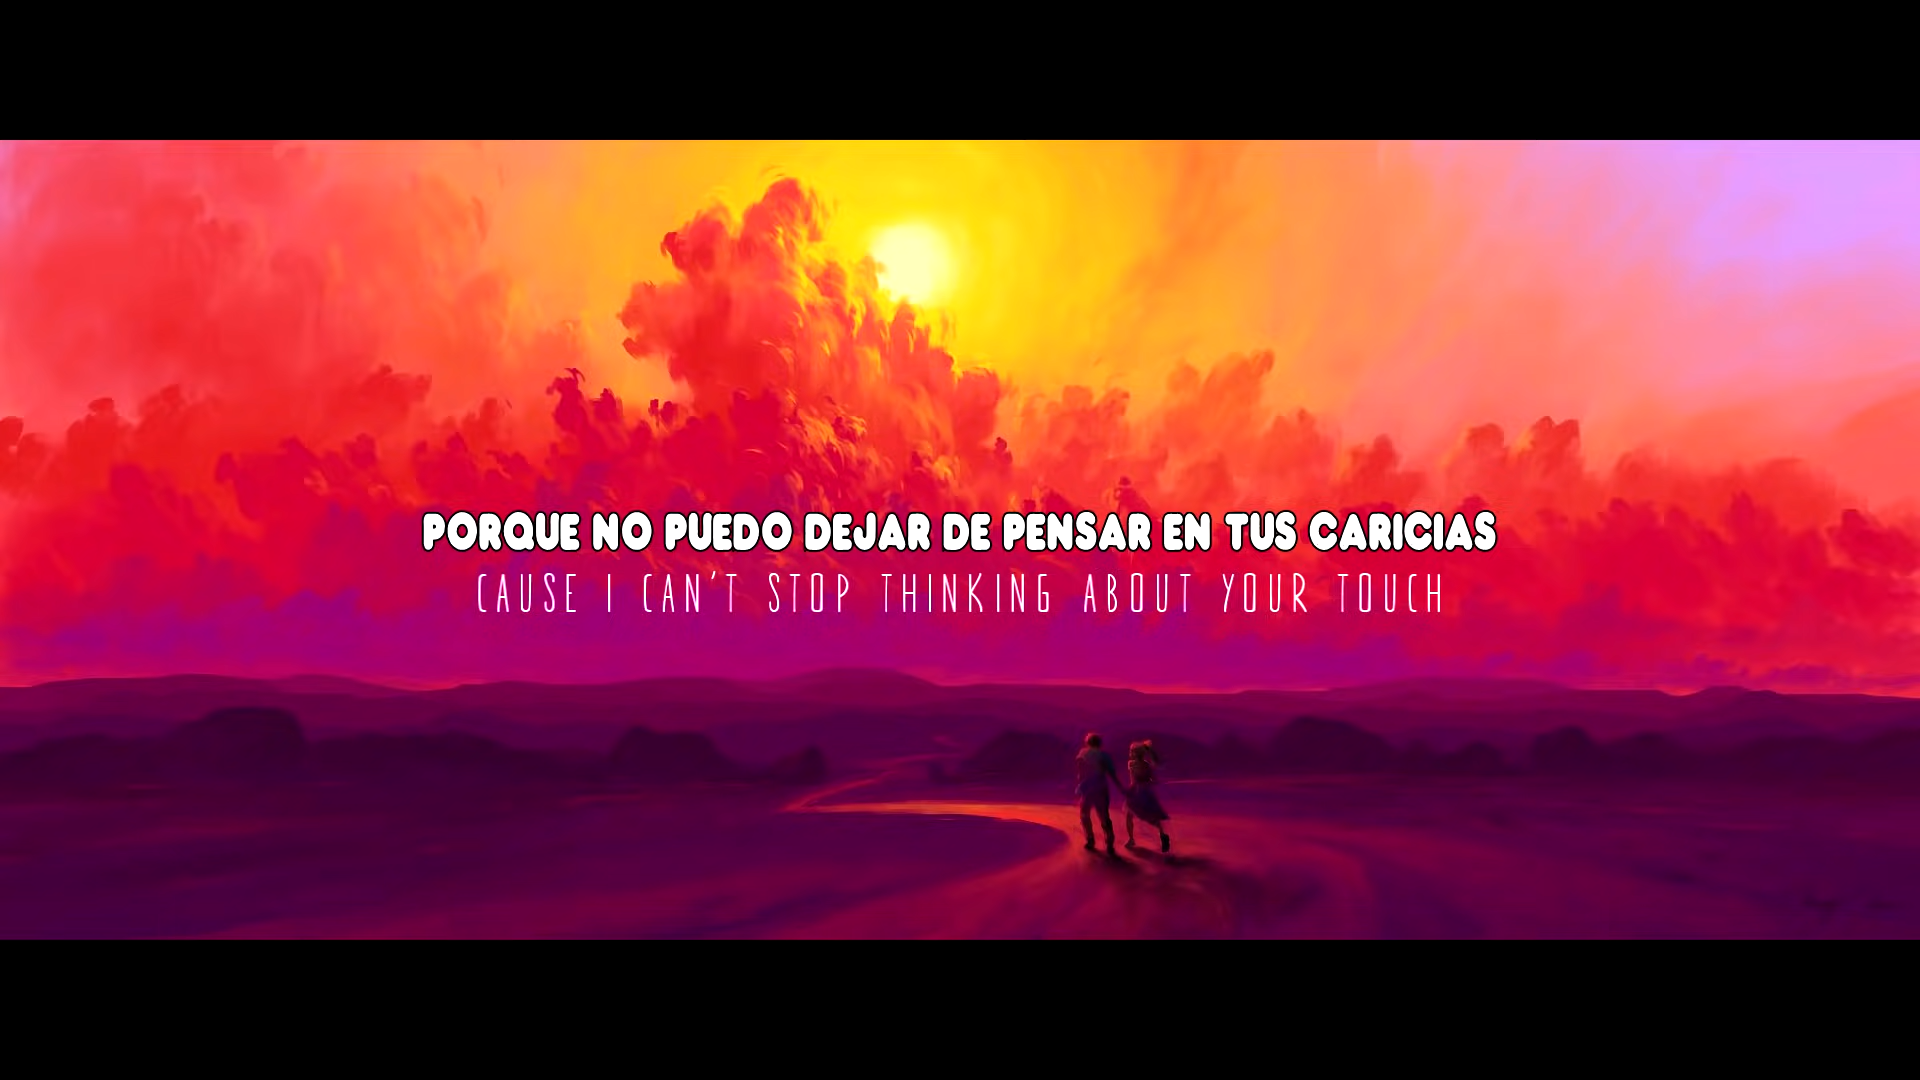 PORQUE NO PUEDO DEJAR DE PENSAR EN TUS CARICIAS
CAUSE I CAN'T STOP THINKING ABOUT YOUR TOUCH